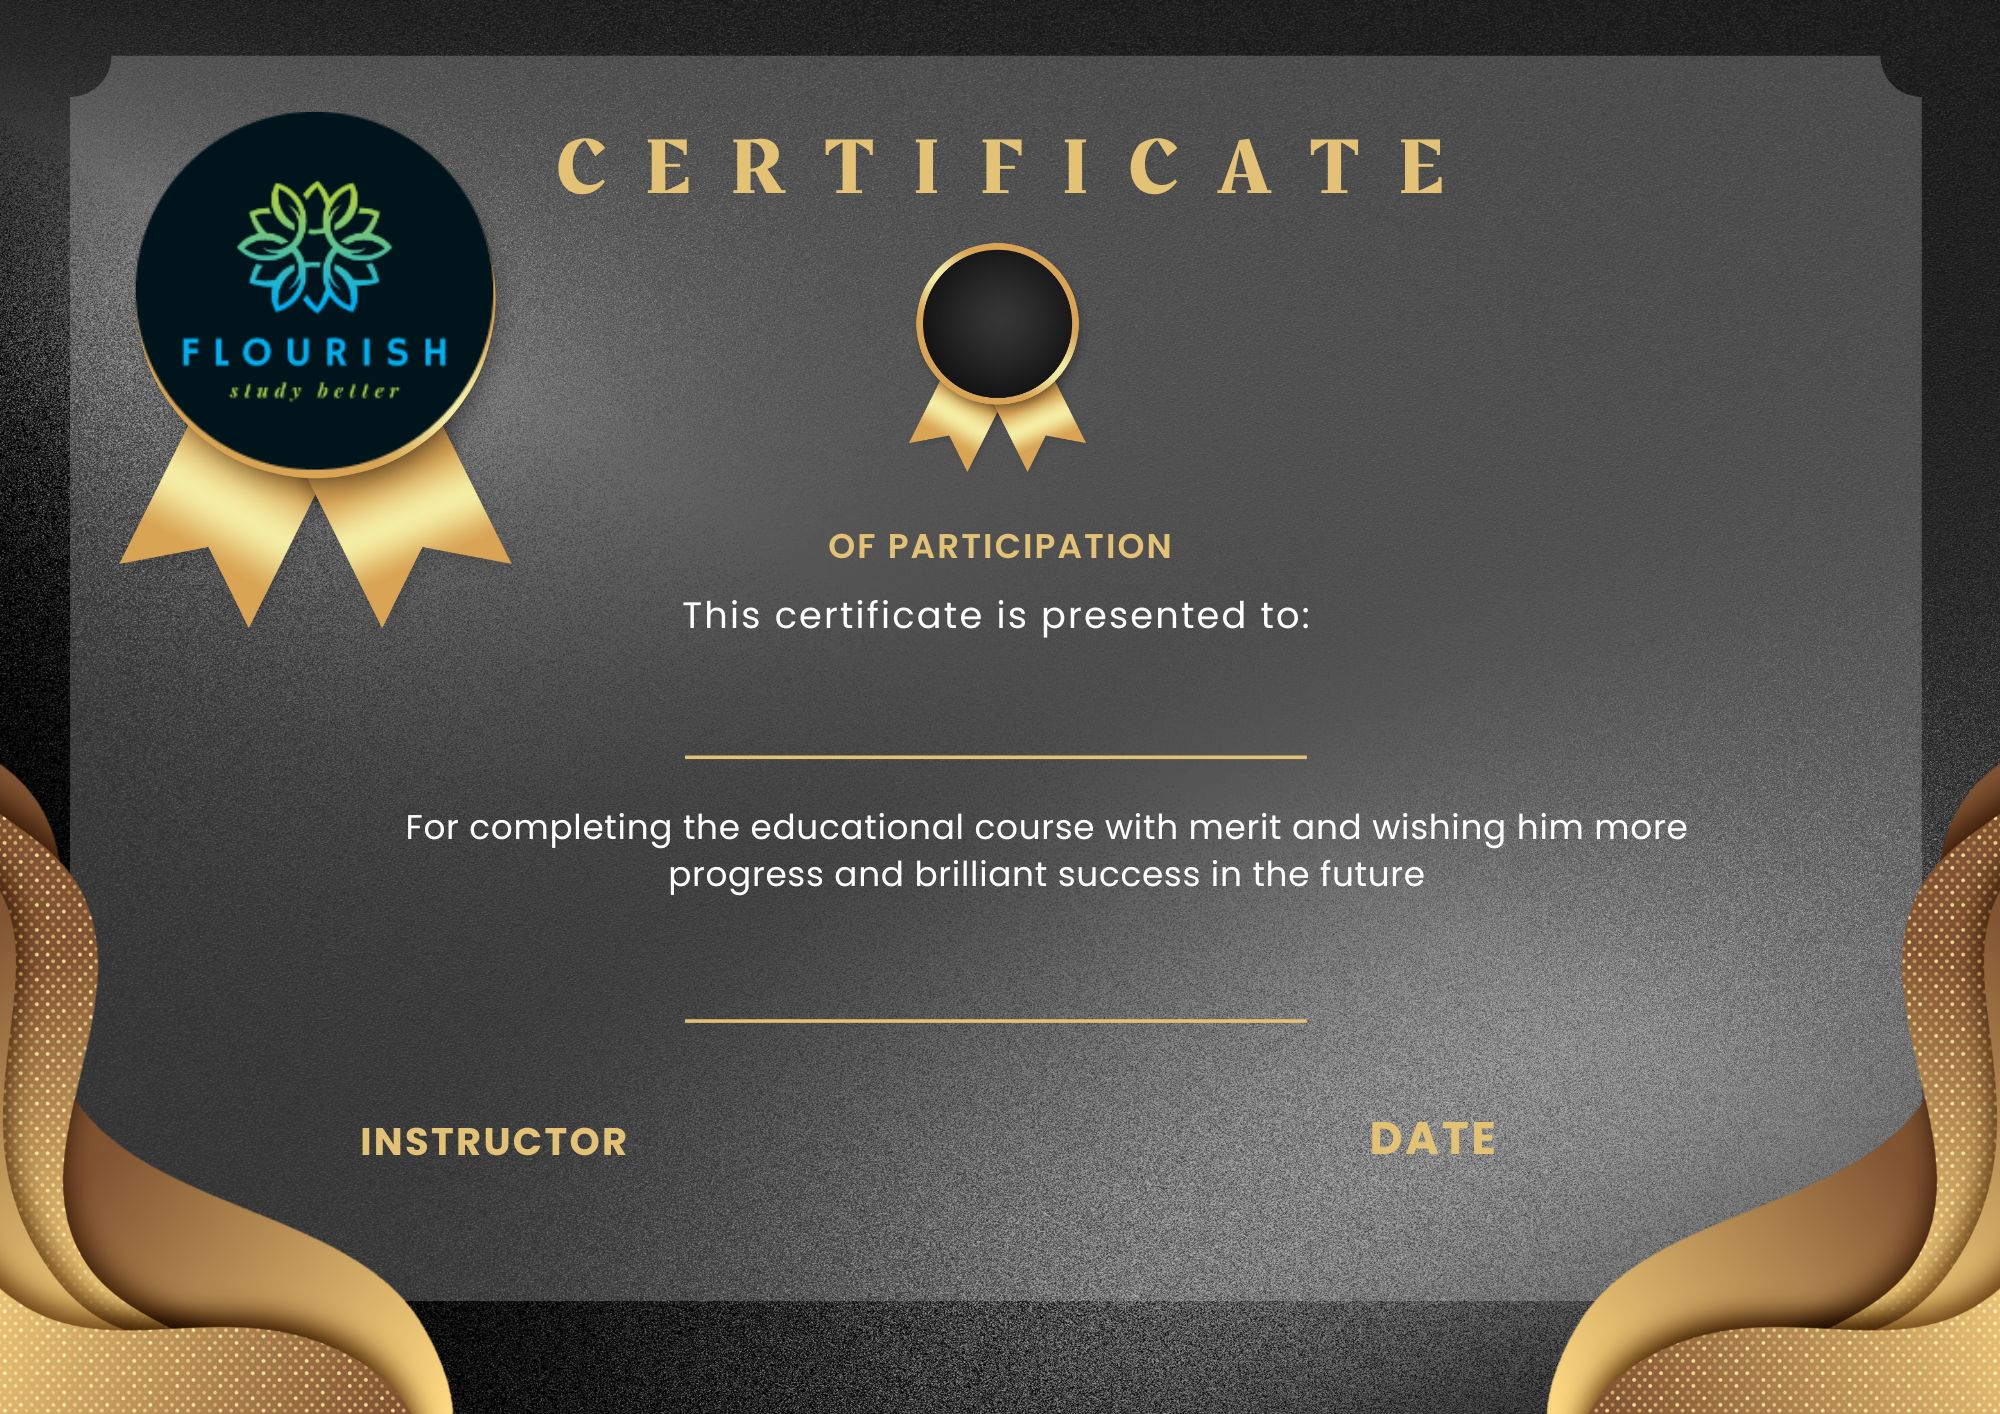 CERTIFICATE
FLOURISH
study better
OF PARTICIPATION
This certificate is presented to:
For completing the educational course with merit and wishing him more
progress and brilliant success in the future
INSTRUCTOR
DATE